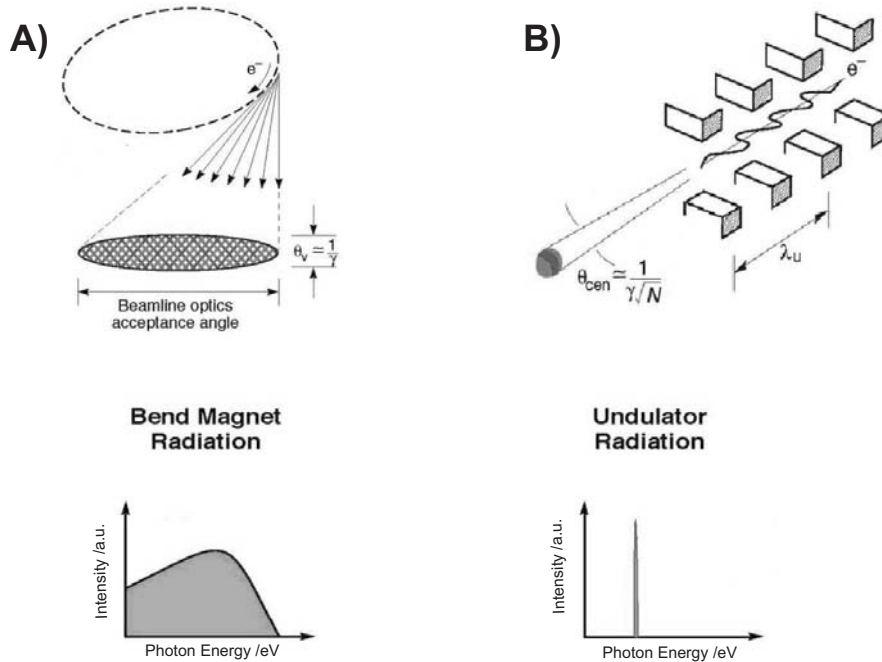 A)
e⁻
θᵥ ≃ 1/γ
Beamline optics
acceptance angle
Bend Magnet
Radiation
Intensity /a.u.
Photon Energy /eV
B)
e⁻
λᵤ
θcen ≃ 1/γ√N
Undulator
Radiation
Intensity /a.u.
Photon Energy /eV